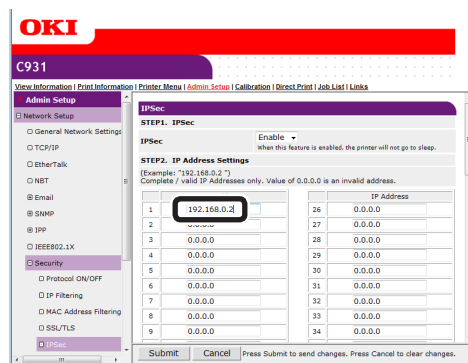 OKI
C931
View Information | Print Information | Printer Menu | Admin Setup | Calibration | Direct Print | Job List | Links
Admin Setup
Network Setup
General Network Settings
TCP/IP
EtherTalk
NBT
Email
SNMP
IPP
IEEE802.1X
Security
Protocol ON/OFF
IP Filtering
MAC Address Filtering
SSL/TLS
IPSec
IPSec
STEP1. IPSec
IPSec
Enable
When this feature is enabled, the printer will not go to sleep.
STEP2. IP Address Settings
(Example: "192.168.0.2 ")
Complete / valid IP Addresses only. Value of 0.0.0.0 is an invalid address.
IP Address
1 192.168.0.2 26 0.0.0.0
2 0.0.0.0 27 0.0.0.0
3 0.0.0.0 28 0.0.0.0
4 0.0.0.0 29 0.0.0.0
5 0.0.0.0 30 0.0.0.0
6 0.0.0.0 31 0.0.0.0
7 0.0.0.0 32 0.0.0.0
8 0.0.0.0 33 0.0.0.0
9 0.0.0.0 34 0.0.0.0
Submit Cancel Press Submit to send changes. Press Cancel to clear changes.